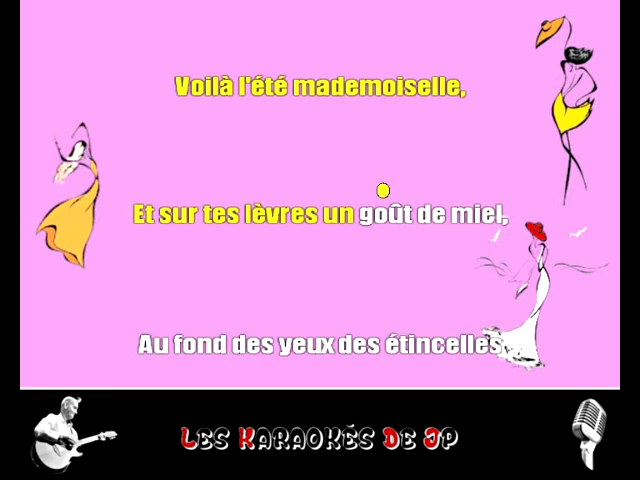 Voilà l'été mademoiselle,
Et sur tes lèvres un goût de miel,
Au fond des yeux des étincelles
Les Karaokés De JP